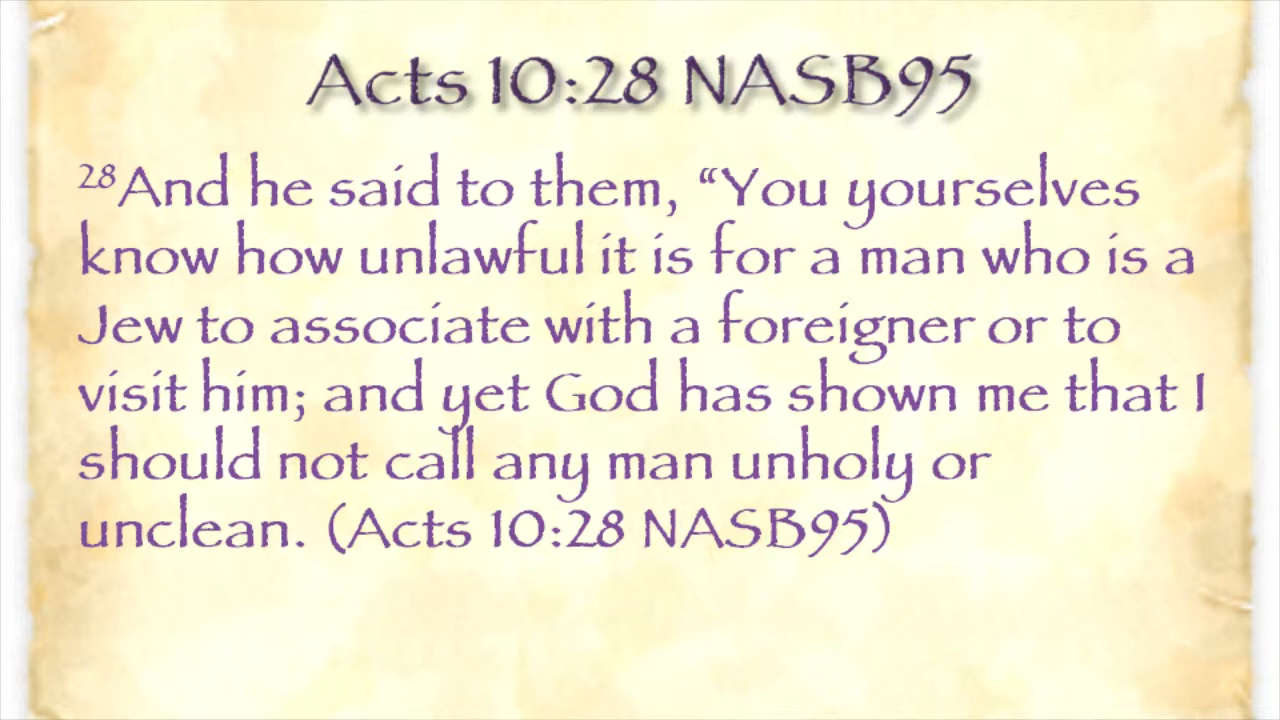 Acts 10:28 NASB95
28And he said to them, “You yourselves
know how unlawful it is for a man who is a
Jew to associate with a foreigner or to
visit him; and yet God has shown me that I
should not call any man unholy or
unclean. (Acts 10:28 NASB95)